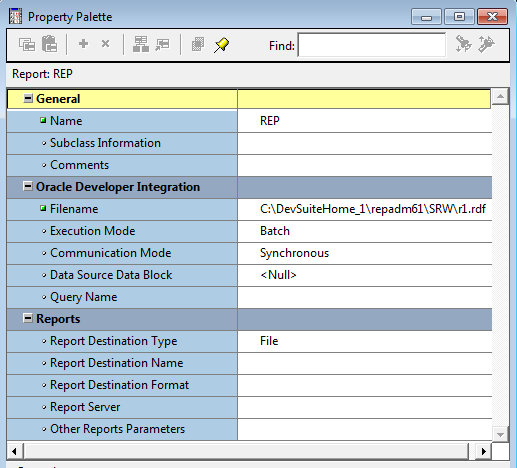 Property Palette
Find:
Report: REP
General
Name REP
Subclass Information
Comments
Oracle Developer Integration
Filename C:\DevSuiteHome_1\repadm61\SRW\r1.rdf
Execution Mode Batch
Communication Mode Synchronous
Data Source Data Block <Null>
Query Name
Reports
Report Destination Type File
Report Destination Name
Report Destination Format
Report Server
Other Reports Parameters